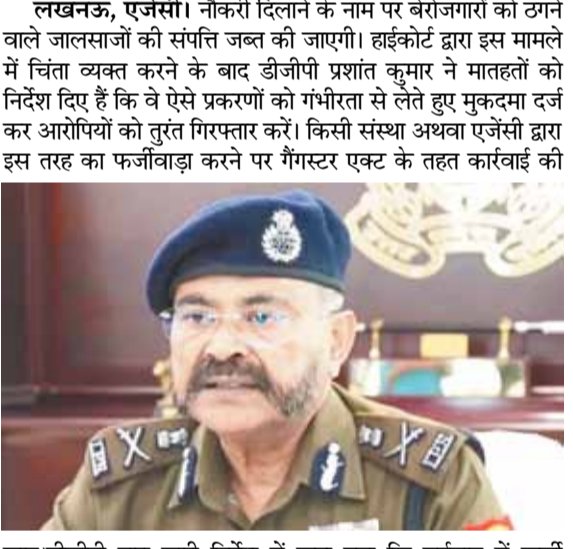 लखनऊ, एजेंसी। नौकरी दिलाने के नाम पर बेरोजगारों को ठगने
वाले जालसाजों की संपत्ति जब्त की जाएगी। हाईकोर्ट द्वारा इस मामले
में चिंता व्यक्त करने के बाद डीजीपी प्रशांत कुमार ने मातहतों को
निर्देश दिए हैं कि वे ऐसे प्रकरणों को गंभीरता से लेते हुए मुकदमा दर्ज
कर आरोपियों को तुरंत गिरफ्तार करें। किसी संस्था अथवा एजेंसी द्वारा
इस तरह का फर्जीवाड़ा करने पर गैंगस्टर एक्ट के तहत कार्रवाई की
IPS
IPS